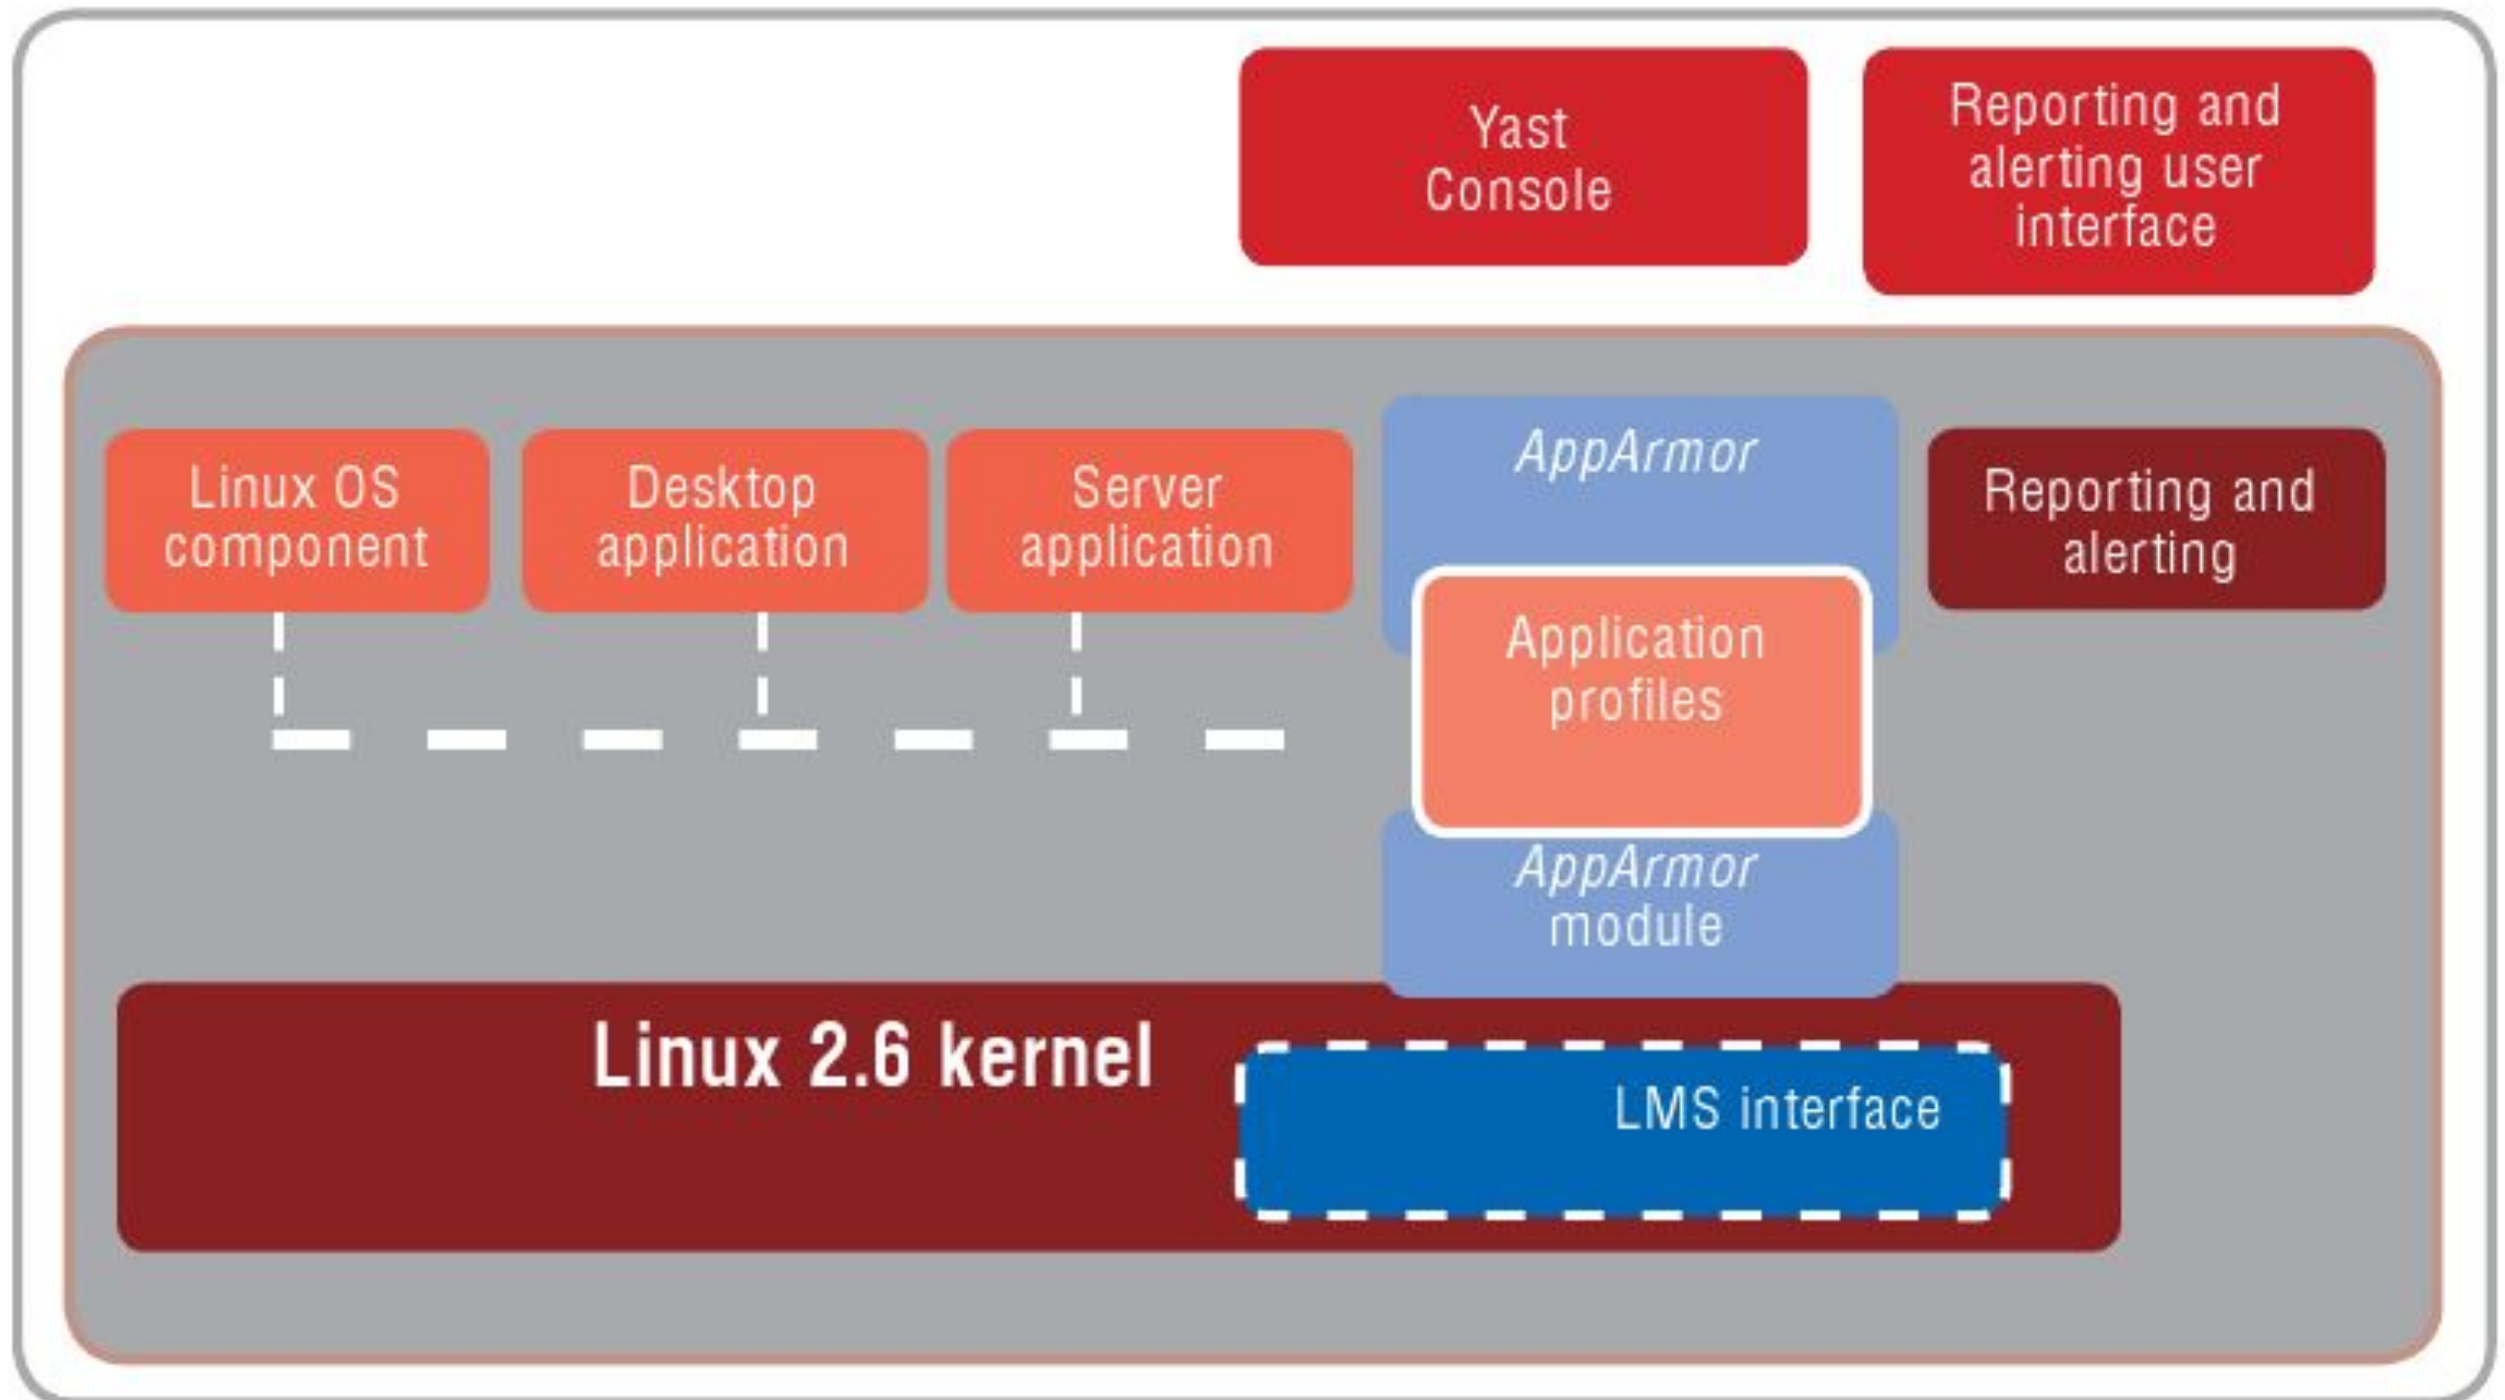 Yast
Console
Reporting and
alerting user
interface
Linux OS
component
Desktop
application
Server
application
AppArmor
Reporting and
alerting
Application
profiles
AppArmor
module
Linux 2.6 kernel
LMS interface